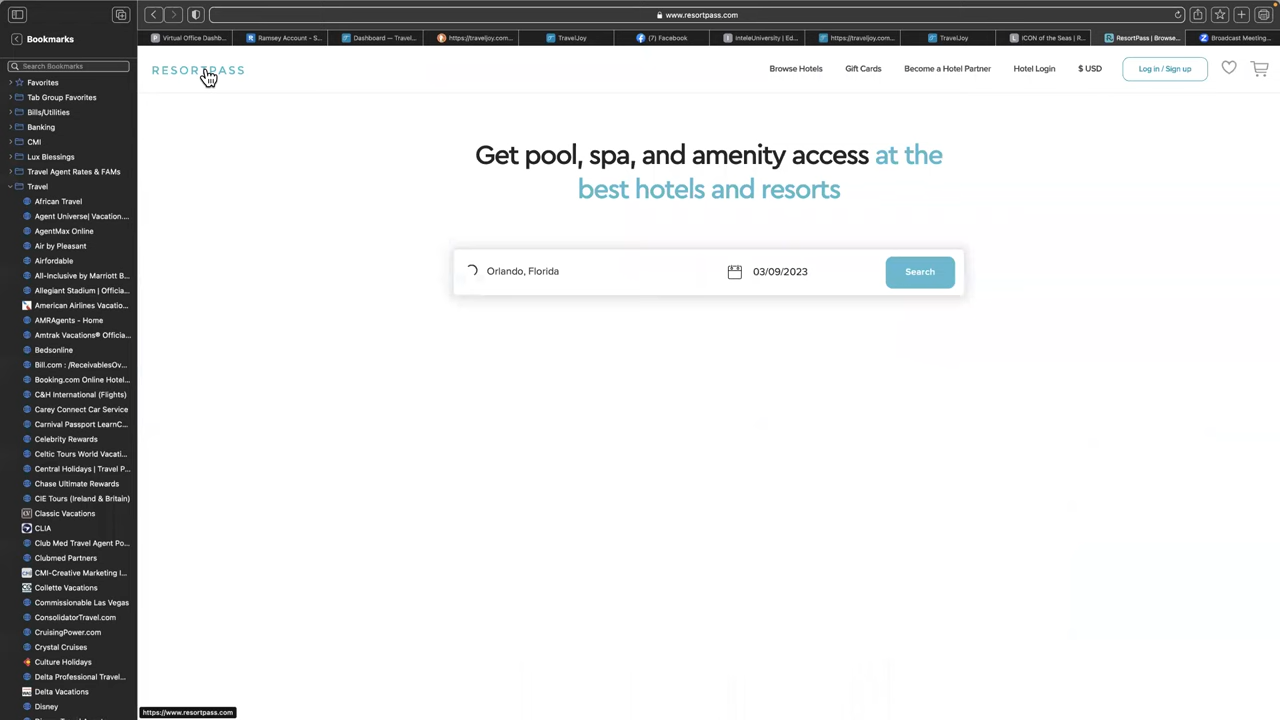 www.resortpass.com
Bookmarks
Virtual Office Dashb...
Ramsey Account - S...
Dashboard — Travel...
https://traveljoy.com...
TravelJoy
(7) Facebook
InteleUniversity | Ed...
https://traveljoy.com...
TravelJoy
ICON of the Seas | R...
ResortPass | Browse...
Broadcast Meeting...
Search Bookmarks
Favorites
Tab Group Favorites
Bills/Utilities
Banking
CMI
Lux Blessings
Travel Agent Rates & FAMs
Travel
African Travel
Agent Universe| Vacation....
AgentMax Online
Air by Pleasant
Airfordable
All-Inclusive by Marriott B...
Allegiant Stadium | Officia...
American Airlines Vacatio...
AMRAgents - Home
Amtrak Vacations® Officia...
Bedsonline
Bill.com : /ReceivablesOv...
Booking.com Online Hotel...
C&H International (Flights)
Carey Connect Car Service
Carnival Passport LearnC...
Celebrity Rewards
Celtic Tours World Vacati...
Central Holidays | Travel P...
Chase Ultimate Rewards
CIE Tours (Ireland & Britain)
Classic Vacations
CLIA
Club Med Travel Agent Po...
Clubmed Partners
CMI-Creative Marketing I...
Collette Vacations
Commissionable Las Vegas
ConsolidatorTravel.com
CruisingPower.com
Crystal Cruises
Culture Holidays
Delta Professional Travel...
Delta Vacations
Disney
RESORTPASS
Browse Hotels
Gift Cards
Become a Hotel Partner
Hotel Login
$ USD
Log in / Sign up
Get pool, spa, and amenity access at the
best hotels and resorts
Orlando, Florida
03/09/2023
Search
https://www.resortpass.com